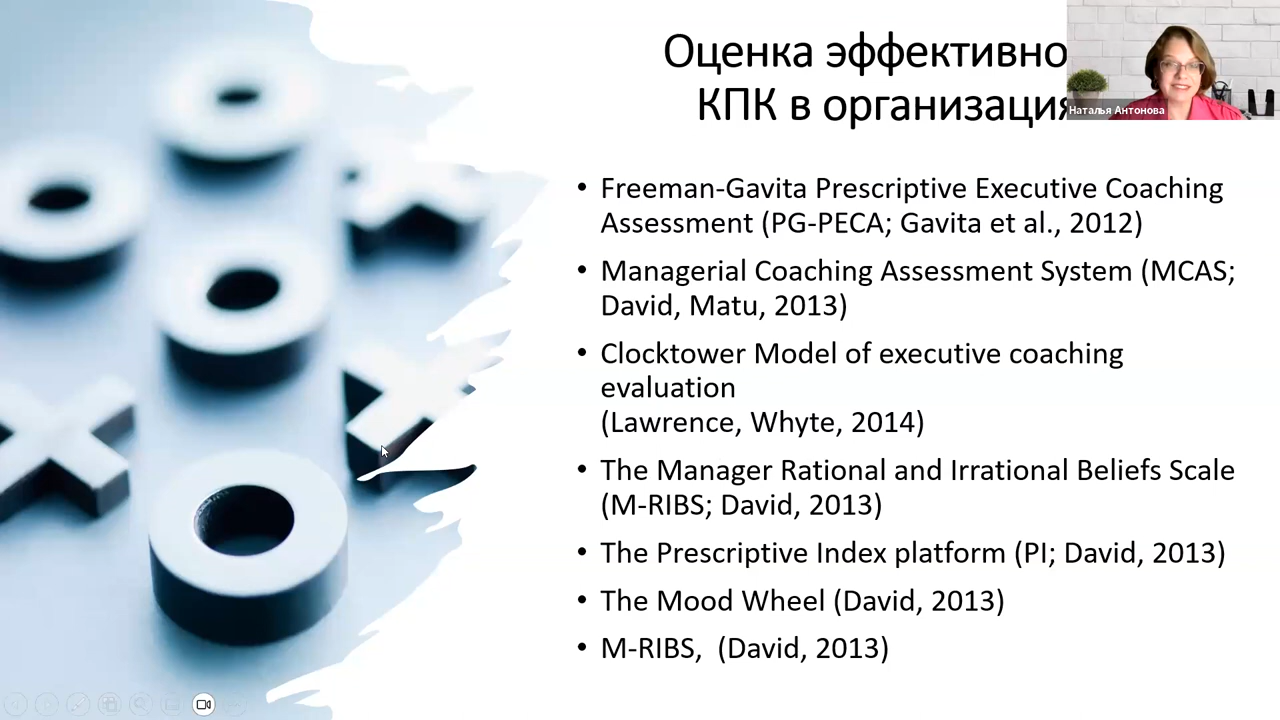 Оценка эффективно
КПК в организация
Наталья Антонова
• Freeman-Gavita Prescriptive Executive Coaching
Assessment (PG-PECA; Gavita et al., 2012)
• Managerial Coaching Assessment System (MCAS;
David, Matu, 2013)
• Clocktower Model of executive coaching
evaluation
(Lawrence, Whyte, 2014)
• The Manager Rational and Irrational Beliefs Scale
(M-RIBS; David, 2013)
• The Prescriptive Index platform (PI; David, 2013)
• The Mood Wheel (David, 2013)
• M-RIBS,  (David, 2013)